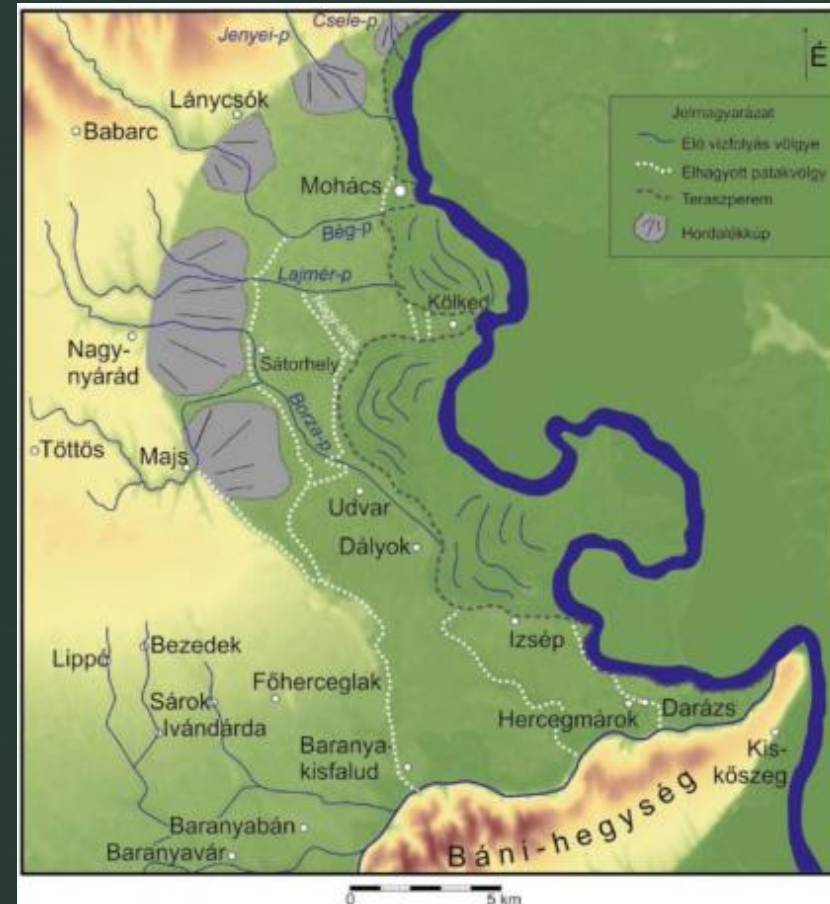 Csele-p
Jenyei-p
É
Lánycsók
Babarc
Jelmagyarázat
Élő vízfolyás völgye
Elhagyott patakvölgy
Teraszperem
Hordalékkúp
Mohács
Bég-p
Lajmér-p
Kölked
Nagy-
nyárád
Sátorhely
Borza-p
Töttös
Majs
Udvar
Dályok
Izsép
Lippó
Bezedek
Sárok
Főherceglak
Ivándárda
Hercegmárok
Darázs
Baranya-
kisfalud
Kis-
kőszeg
Baranyabán
Baranyavár
Báni-hegység
0
5 km